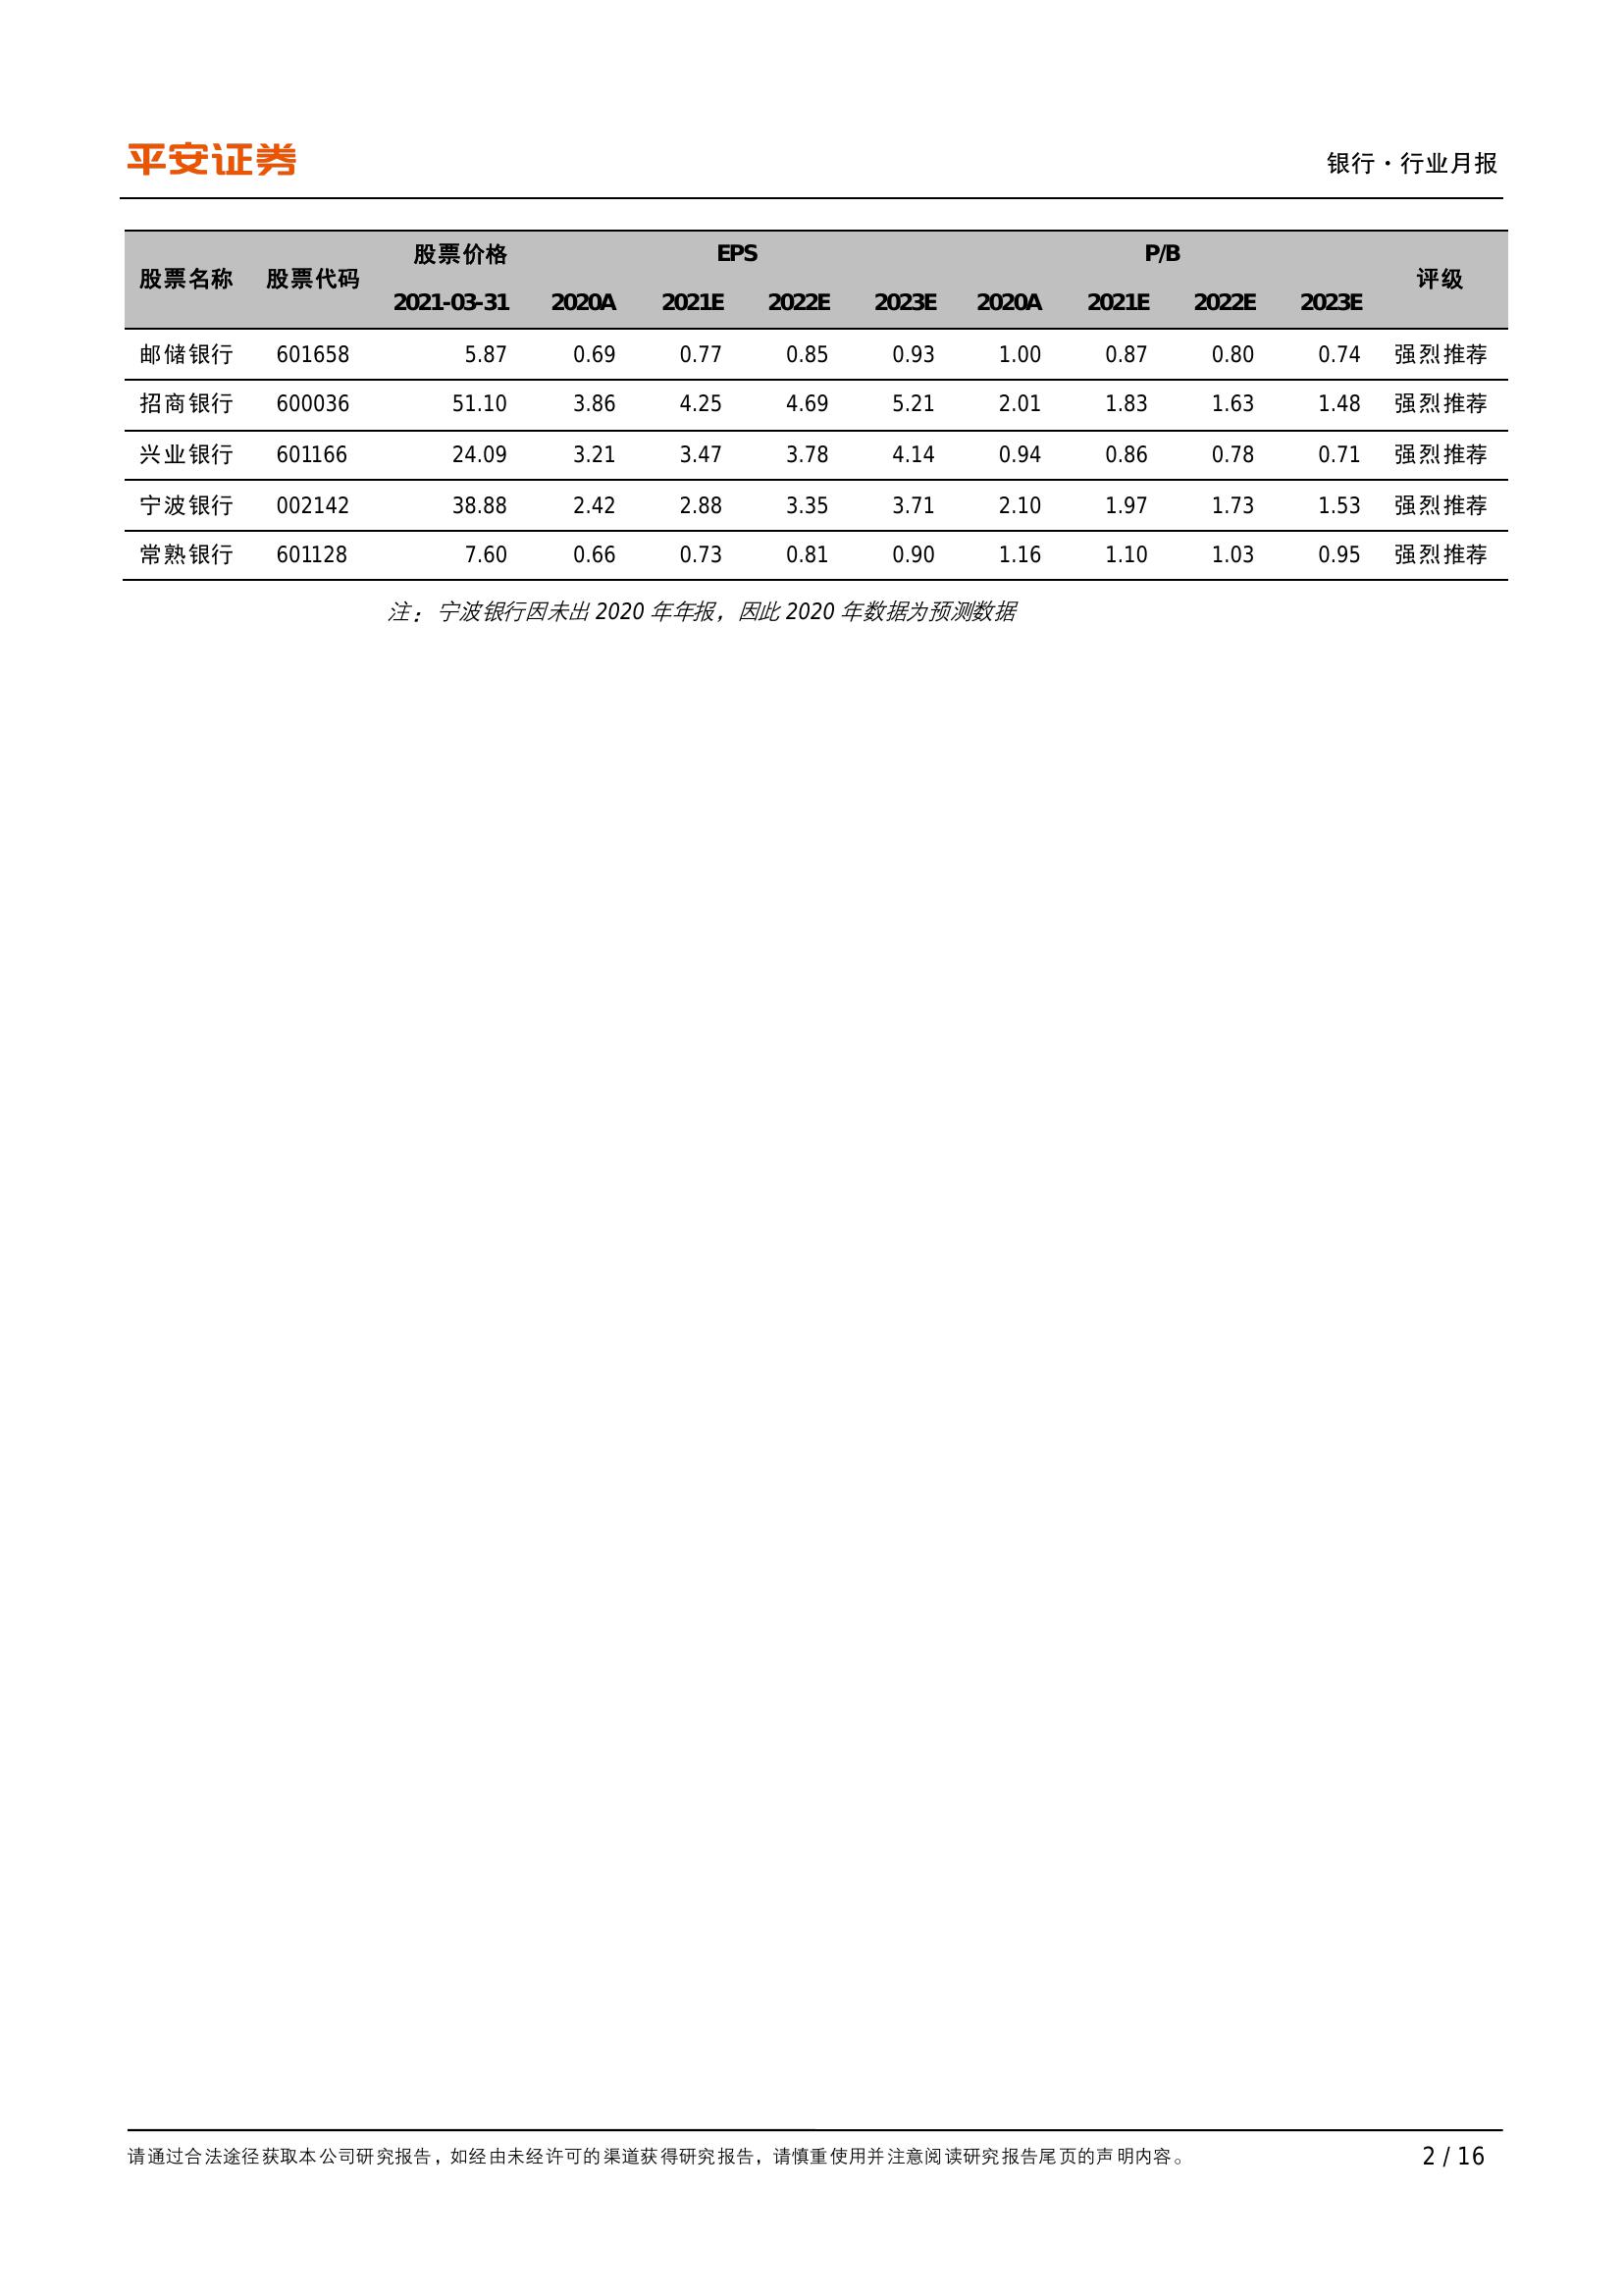 平安证券
银行·行业月报
股票名称 股票代码 股票价格 EPS P/B 评级
2021-03-31 2020A 2021E 2022E 2023E 2020A 2021E 2022E 2023E
邮储银行 601658 5.87 0.69 0.77 0.85 0.93 1.00 0.87 0.80 0.74 强烈推荐
招商银行 600036 51.10 3.86 4.25 4.69 5.21 2.01 1.83 1.63 1.48 强烈推荐
兴业银行 601166 24.09 3.21 3.47 3.78 4.14 0.94 0.86 0.78 0.71 强烈推荐
宁波银行 002142 38.88 2.42 2.88 3.35 3.71 2.10 1.97 1.73 1.53 强烈推荐
常熟银行 601128 7.60 0.66 0.73 0.81 0.90 1.16 1.10 1.03 0.95 强烈推荐
注：宁波银行因未出 2020 年年报，因此 2020 年数据为预测数据
请通过合法途径获取本公司研究报告，如经由未经许可的渠道获得研究报告，请慎重使用并注意阅读研究报告尾页的声明内容。 2 / 16